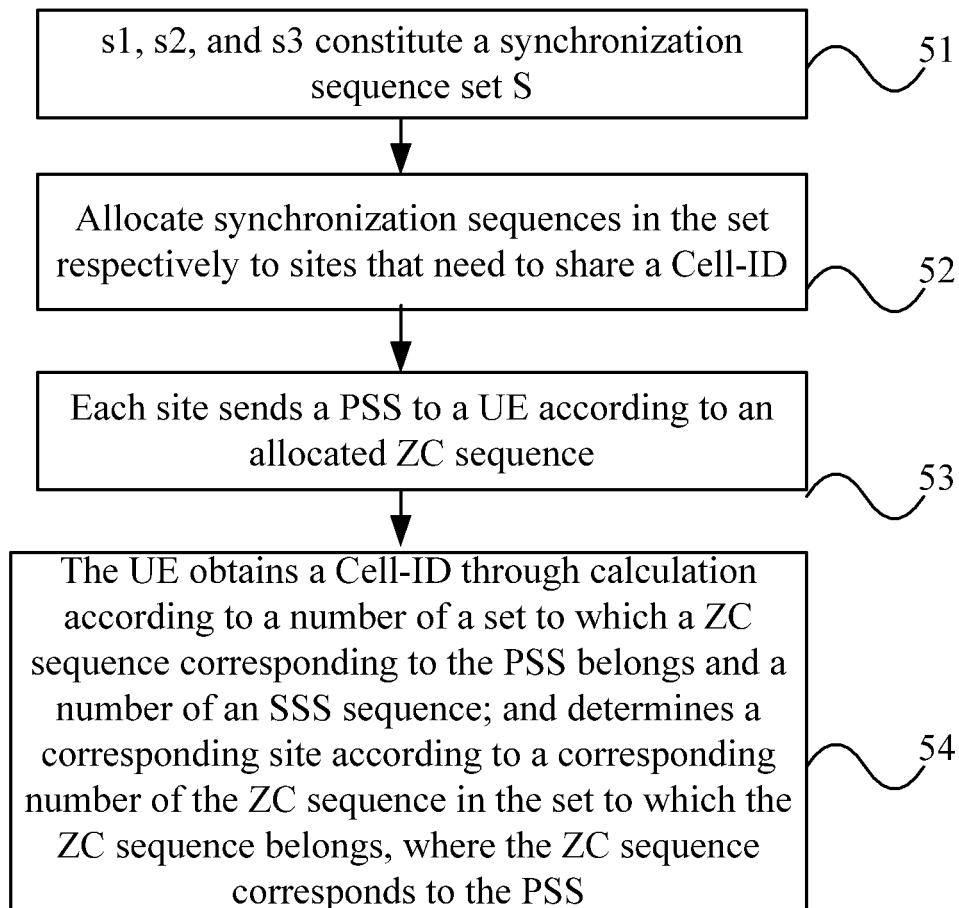 s1, s2, and s3 constitute a synchronization
sequence set S
51
Allocate synchronization sequences in the set
respectively to sites that need to share a Cell-ID
52
Each site sends a PSS to a UE according to an
allocated ZC sequence
53
The UE obtains a Cell-ID through calculation
according to a number of a set to which a ZC
sequence corresponding to the PSS belongs and a
number of an SSS sequence; and determines a
corresponding site according to a corresponding
number of the ZC sequence in the set to which the
ZC sequence belongs, where the ZC sequence
corresponds to the PSS
54